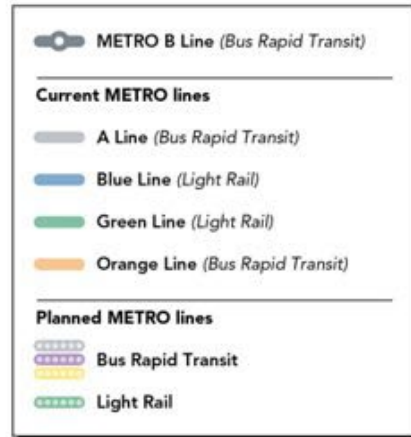 METRO B Line (Bus Rapid Transit)
Current METRO lines
A Line (Bus Rapid Transit)
Blue Line (Light Rail)
Green Line (Light Rail)
Orange Line (Bus Rapid Transit)
Planned METRO lines
Bus Rapid Transit
Light Rail